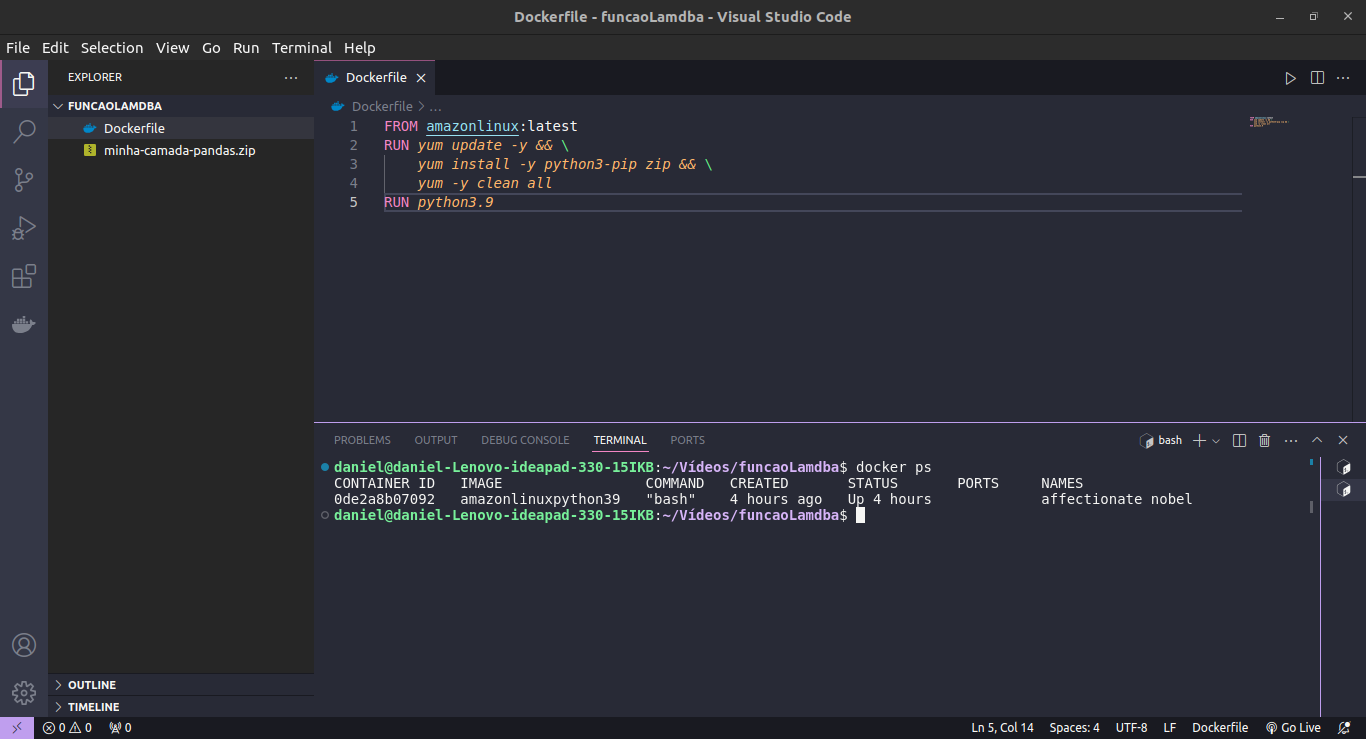 Dockerfile - funcaoLamdba - Visual Studio Code
File Edit Selection View Go Run Terminal Help
EXPLORER
FUNCAOLAMDBA
Dockerfile
minha-camada-pandas.zip
OUTLINE
TIMELINE
Dockerfile
Dockerfile > ...
1 FROM amazonlinux:latest
2 RUN yum update -y && \
3 yum install -y python3-pip zip && \
4 yum -y clean all
5 RUN python3.9
PROBLEMS OUTPUT DEBUG CONSOLE TERMINAL PORTS
bash
daniel@daniel-Lenovo-ideapad-330-15IKB:~/Vídeos/funcaoLamdba$ docker ps
CONTAINER ID IMAGE COMMAND CREATED STATUS PORTS NAMES
0de2a8b07092 amazonlinuxpython39 "bash" 4 hours ago Up 4 hours affectionate nobel
daniel@daniel-Lenovo-ideapad-330-15IKB:~/Vídeos/funcaoLamdba$
0 0 0 Ln 5, Col 14 Spaces: 4 UTF-8 LF Dockerfile Go Live